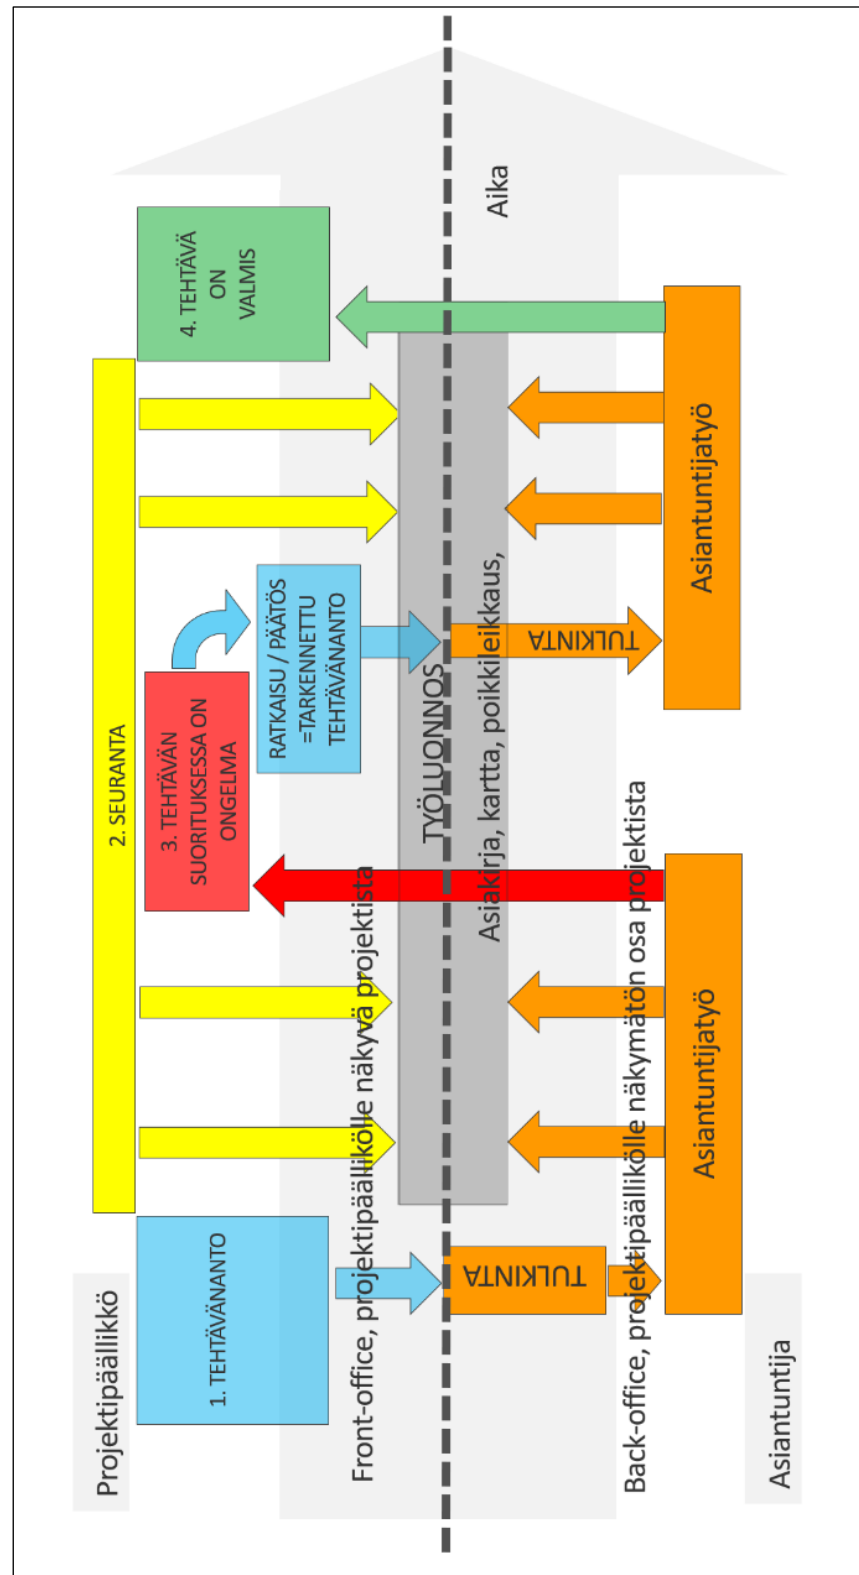 Projektipäällikkö
1. TEHTÄVÄNANTO
2. SEURANTA
3. TEHTÄVÄN
SUORITUKSESSA ON
ONGELMA
RATKAISU / PÄÄTÖS
=TARKENNETTU
TEHTÄVÄNANTO
4. TEHTÄVÄ
ON
VALMIS
Front-office, projektipäällikölle näkyvä projektista
TYÖLUONNOS
Asiakirja, kartta, poikkileikkaus,
Aika
TULKINTA
TULKINTA
Back-office, projektipäällikölle näkymätön osa projektista
Asiantuntijatyö
Asiantuntijatyö
Asiantuntija